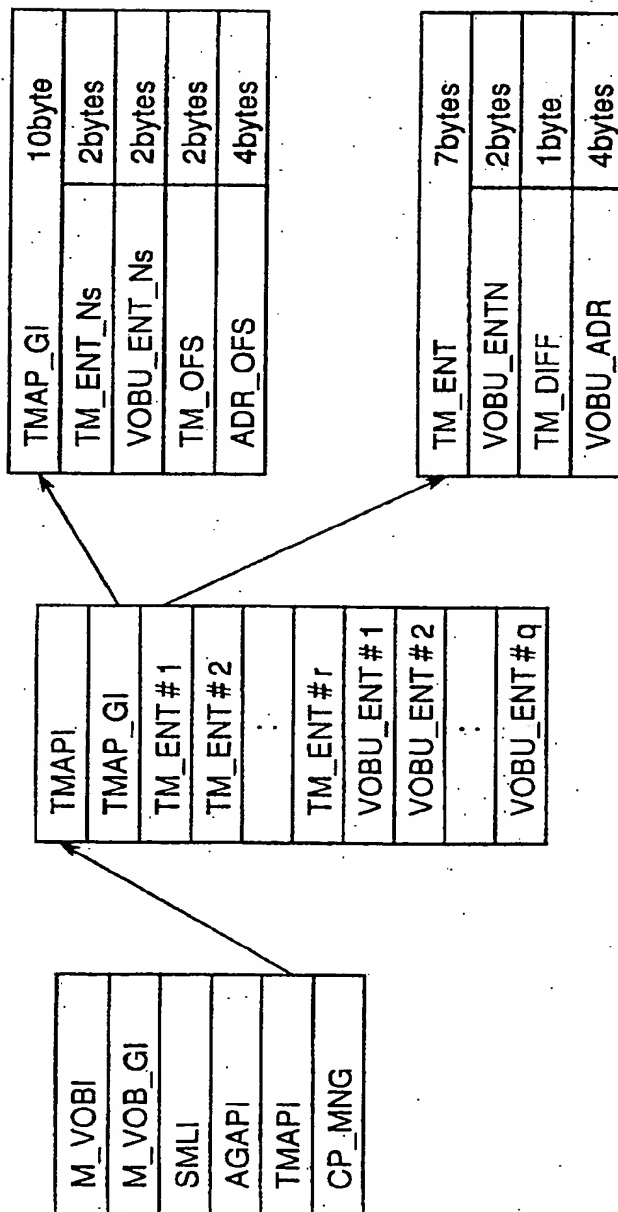 M_VOBI
M_VOB_GI
SMLI
AGAPI
TMAPI
CP_MNG
TMAPI
TMAP_GI
TM_ENT#1
TM_ENT#2
:
TM_ENT#r
VOBU_ENT#1
VOBU_ENT#2
:
VOBU_ENT#q
TMAP_GI 10byte
TM_ENT_Ns 2bytes
VOBU_ENT_Ns 2bytes
TM_OFS 2bytes
ADR_OFS 4bytes
TM_ENT 7bytes
VOBU_ENTN 2bytes
TM_DIFF 1byte
VOBU_ADR 4bytes